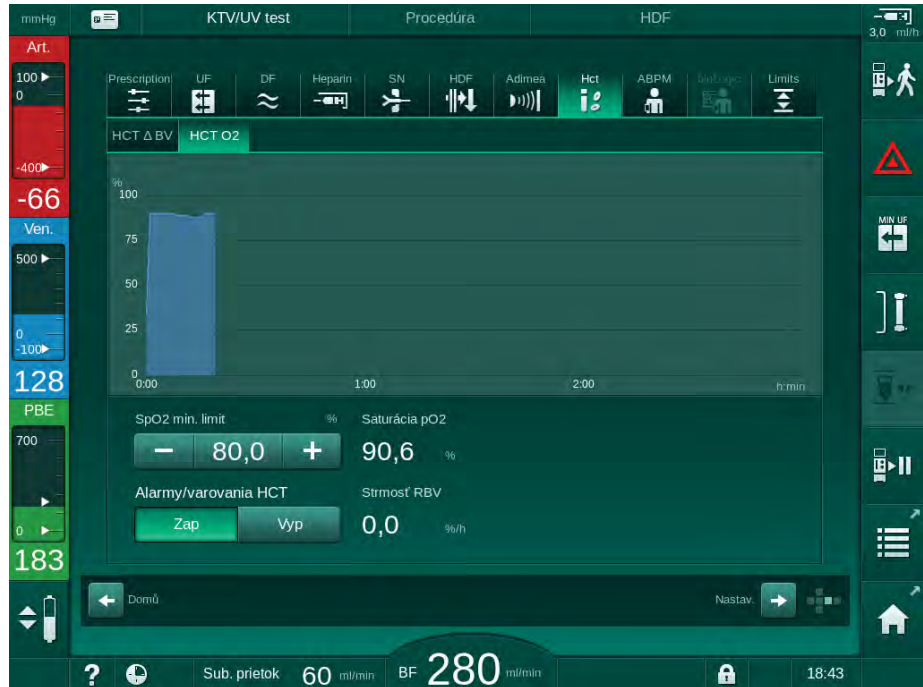 mmHg KTV/UV test Procedúra HDF
3,0 ml/h
Art.
100
0
-400
-66
Ven.
500
0
-100
128
PBE
700
0
183
Prescription UF DF Heparin SN HDF Adimea Hct ABPM bioLogic Limits
HCT Δ BV HCT O2
%
100
75
50
25
0
0:00 1:00 2:00 h:min
SpO2 min. limit % Saturácia pO2
− 80,0 + 90,6 %
Alarmy/varovania HCT Strmosť RBV
Zap Vyp 0,0 %/h
Domů Nastav.
MIN UF
? Sub. prietok 60 ml/min BF 280 ml/min 18:43